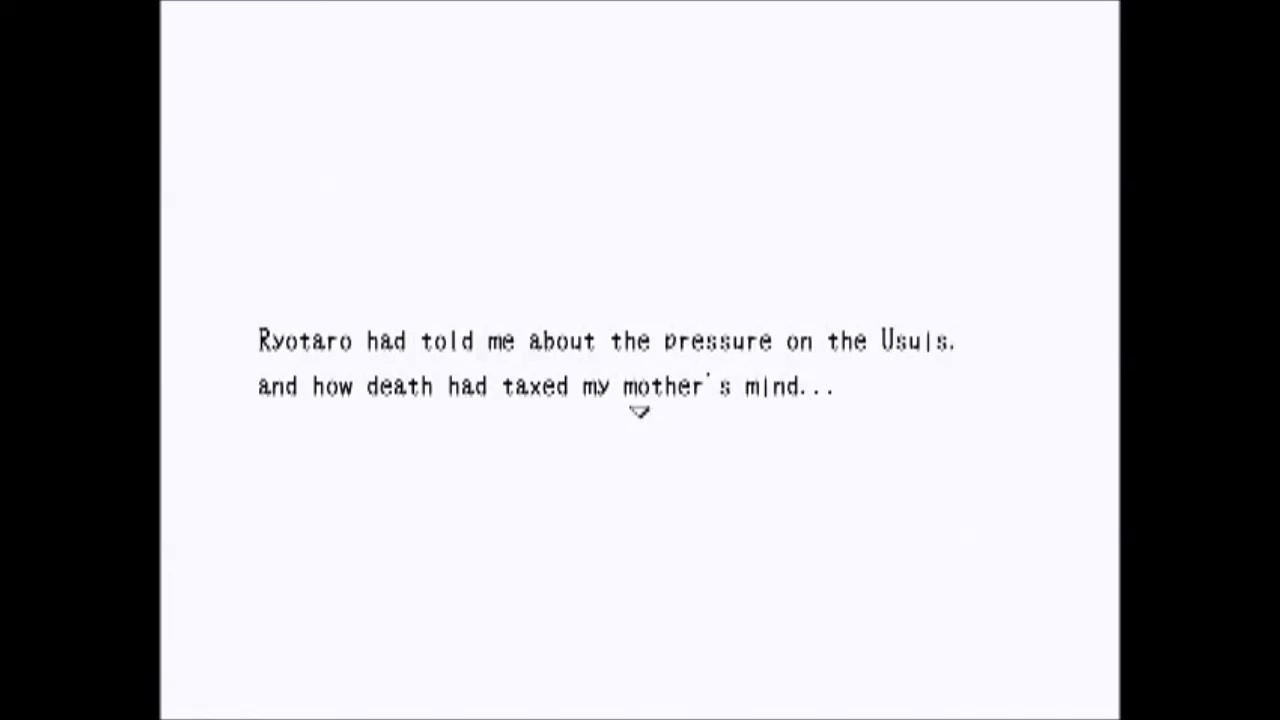 Ryotaro had told me about the pressure on the Usuis,
and how death had taxed my mother's mind...